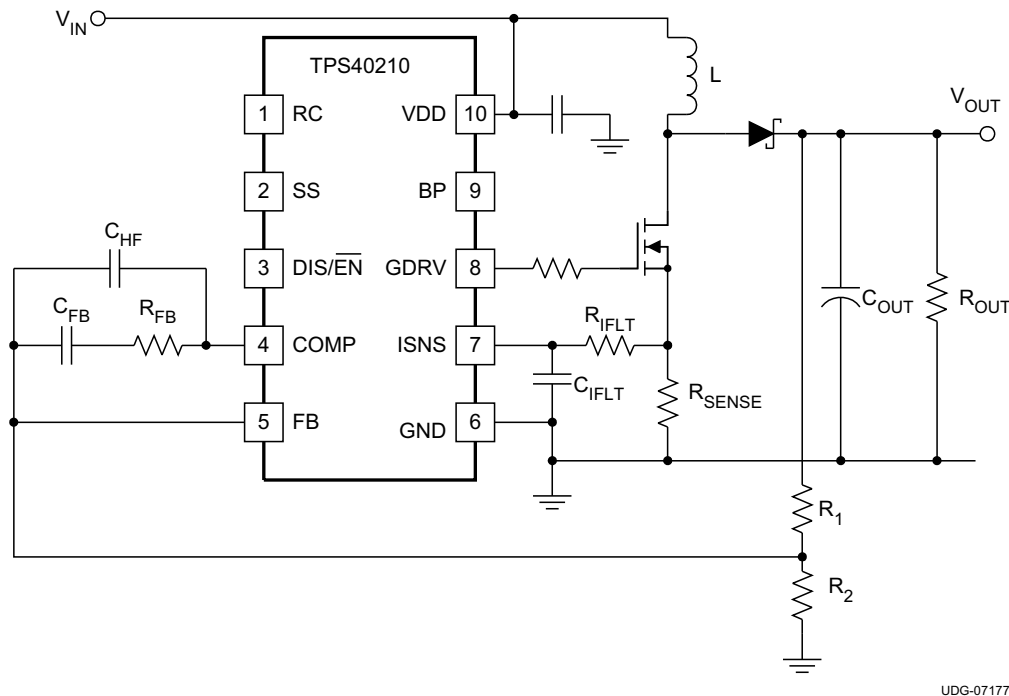 VIN
TPS40210
L
VOUT
1 RC
VDD 10
2 SS
BP 9
CHF
3 DIS/EN
GDRV 8
CFB
RFB
4 COMP
ISNS 7
RIFLT
CIFLT
RSENSE
COUT
ROUT
5 FB
GND 6
R1
R2
UDG-07177